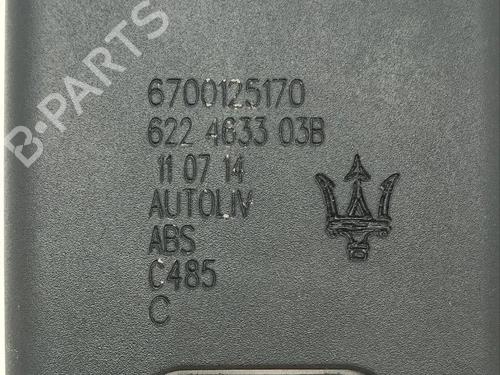 B-PARTS
6700125170
622 4633 03B
11 07 14
AUTOLIV
ABS
C485
C